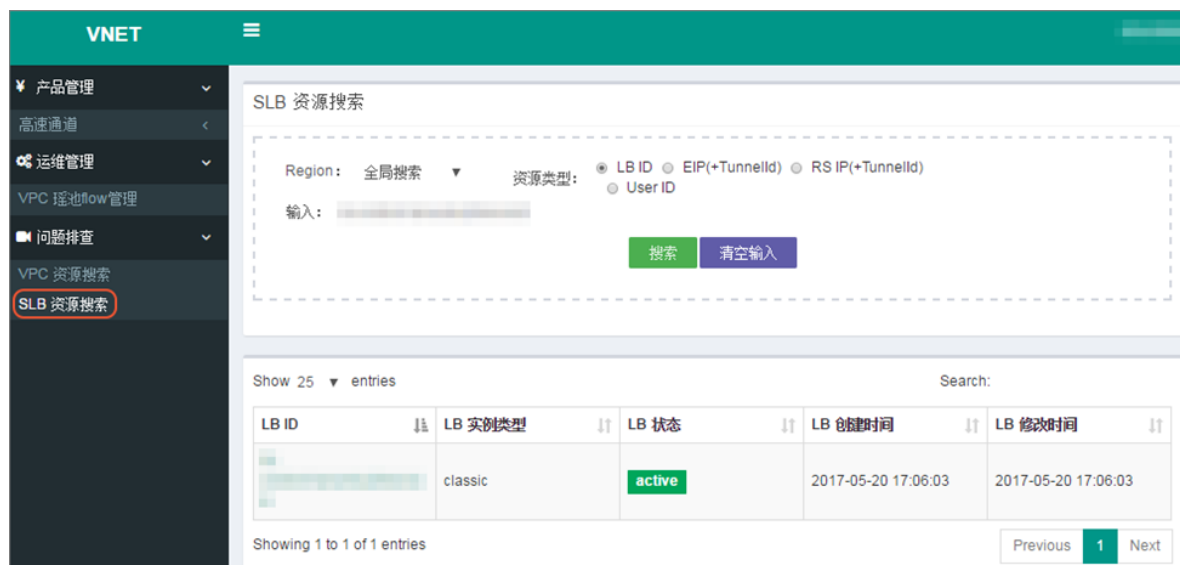 VNET
¥ 产品管理
高速通道
运维管理
VPC 瑶池flow管理
问题排查
VPC 资源搜索
SLB 资源搜索
SLB 资源搜索
Region: 全局搜索 资源类型: LB ID EIP(+TunnelId) RS IP(+TunnelId)
User ID
输入:
搜索 清空输入
Show 25 entries Search:
LB ID LB 实例类型 LB 状态 LB 创建时间 LB 修改时间
classic active 2017-05-20 17:06:03 2017-05-20 17:06:03
Showing 1 to 1 of 1 entries Previous 1 Next